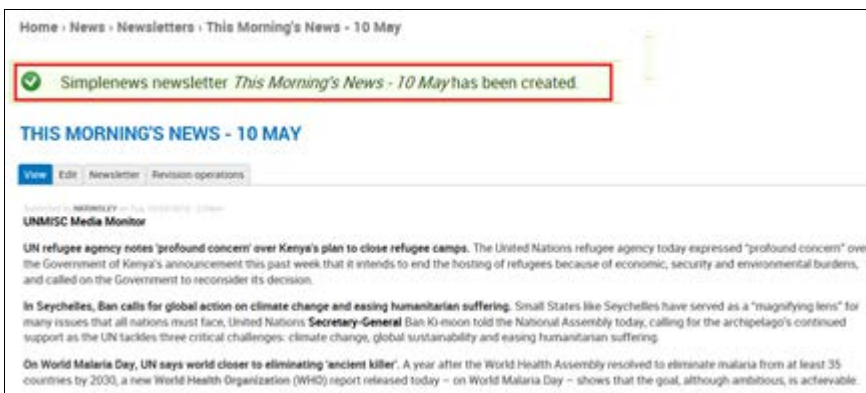 Home › News › Newsletters › This Morning's News - 10 May
Simplenews newsletter This Morning's News - 10 May has been created.
THIS MORNING'S NEWS - 10 MAY
View Edit Newsletter Revision operations
UNMISC Media Monitor
UN refugee agency notes 'profound concern' over Kenya's plan to close refugee camps. The United Nations refugee agency today expressed "profound concern" over
the Government of Kenya's announcement this past week that it intends to end the hosting of refugees because of economic, security and environmental burdens,
and called on the Government to reconsider its decision.
In Seychelles, Ban calls for global action on climate change and easing humanitarian suffering. Small States like Seychelles have served as a "magnifying lens" for
many issues that all nations must face, United Nations Secretary-General Ban Ki-moon told the National Assembly today, calling for the archipelago's continued
support as the UN tackles three critical challenges: climate change, global sustainability and easing humanitarian suffering.
On World Malaria Day, UN says world closer to eliminating 'ancient killer'. A year after the World Health Assembly resolved to eliminate malaria from at least 35
countries by 2030, a new World Health Organization (WHO) report released today – on World Malaria Day – shows that the goal, although ambitious, is achievable.